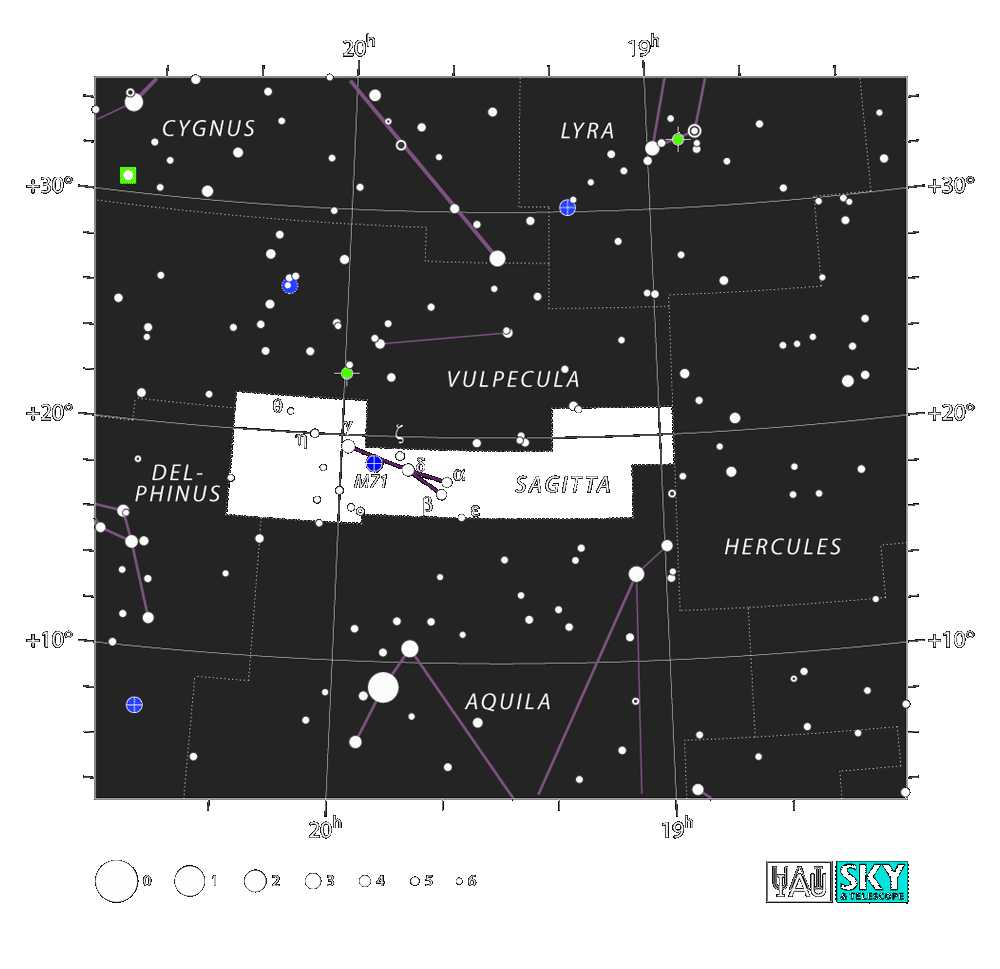 20h 19h
CYGNUS
LYRA
+30° +30°
VULPECULA
+20° +20°
θ
γ
η ζ
δ
α
M71
DEL-
PHINUS
SAGITTA
β
ε
HERCULES
+10° +10°
AQUILA
20h 19h
0 1 2 3 4 5 6
IAU
SKY
& TELESCOPE